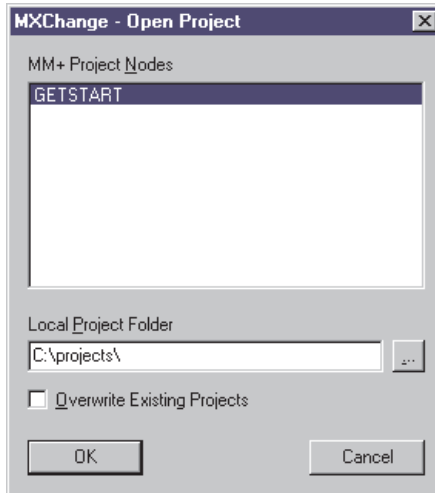 MXChange - Open Project
MM+ Project Nodes
GETSTART
Local Project Folder
C:\projects\
...
Overwrite Existing Projects
OK
Cancel